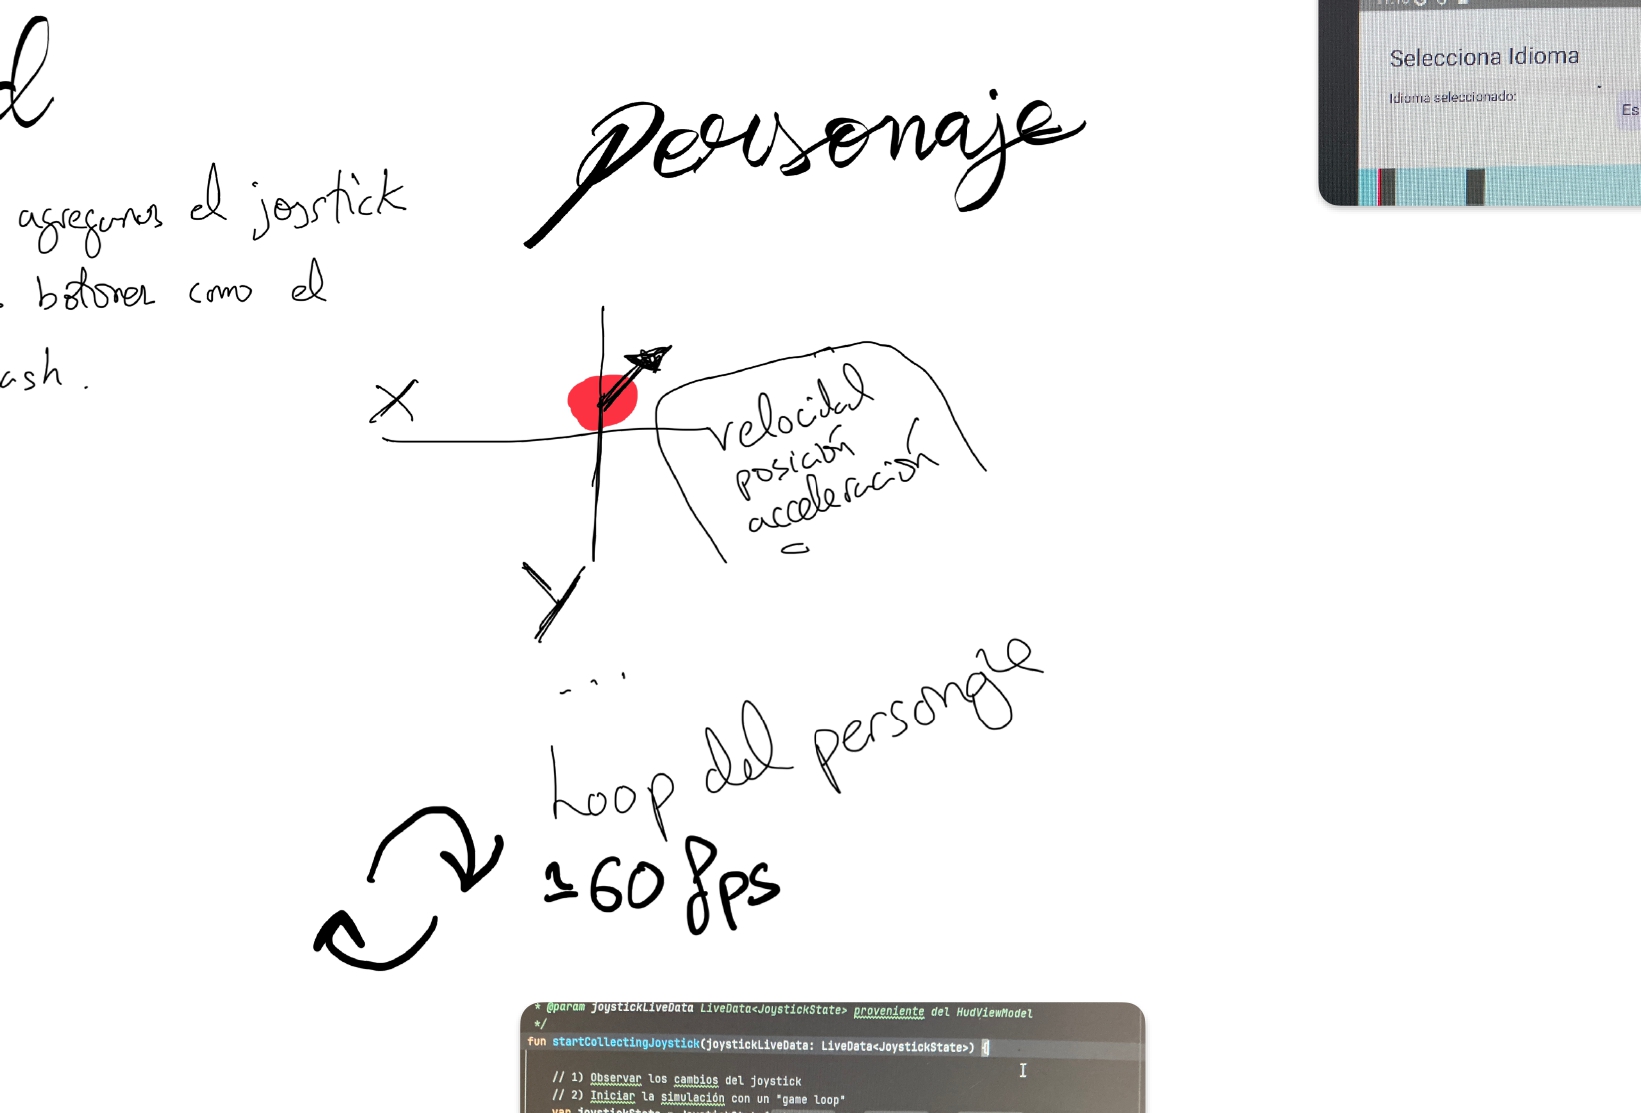 agregamos el joystick
botones como el
ash.
Personaje
X
velocidad
posición
acceleración
Y
...
Loop del personaje
≃60 fps
Selecciona Idioma
Idioma seleccionado:
Es
* @param joystickLiveData LiveData<JoystickState> proveniente del HudViewModel
*/
fun startCollectingJoystick(joystickLiveData: LiveData<JoystickState>) {
// 1) Observar los cambios del joystick
// 2) Iniciar la simulación con un "game loop"